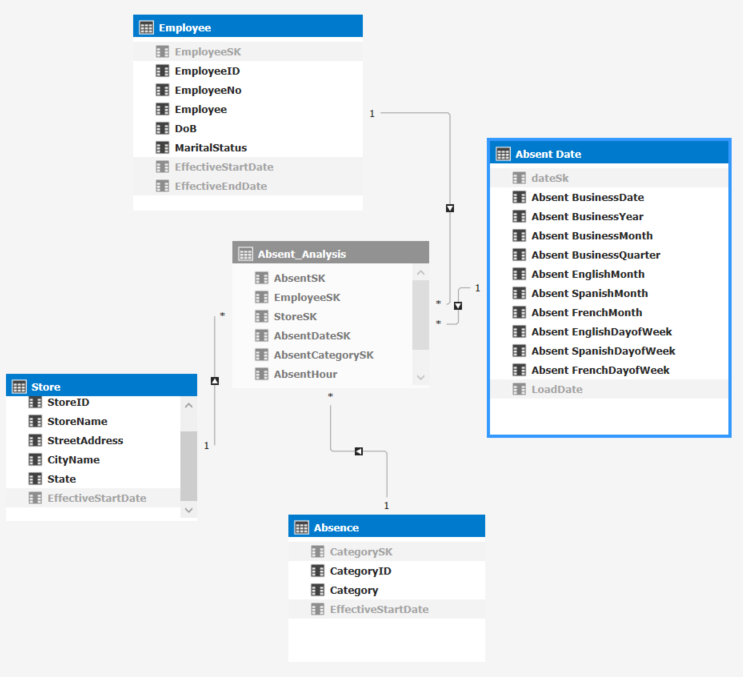 Employee
EmployeeSK
EmployeeID
EmployeeNo
Employee
DoB
MaritalStatus
EffectiveStartDate
EffectiveEndDate
1
Absent Date
dateSk
Absent BusinessDate
Absent BusinessYear
Absent BusinessMonth
Absent BusinessQuarter
Absent EnglishMonth
Absent SpanishMonth
Absent FrenchMonth
Absent EnglishDayofWeek
Absent SpanishDayofWeek
Absent FrenchDayofWeek
LoadDate
1
*
*
Absent_Analysis
AbsentSK
EmployeeSK
StoreSK
AbsentDateSK
AbsentCategorySK
AbsentHour
*
*
Store
StoreID
StoreName
StreetAddress
CityName
State
EffectiveStartDate
1
1
Absence
CategorySK
CategoryID
Category
EffectiveStartDate